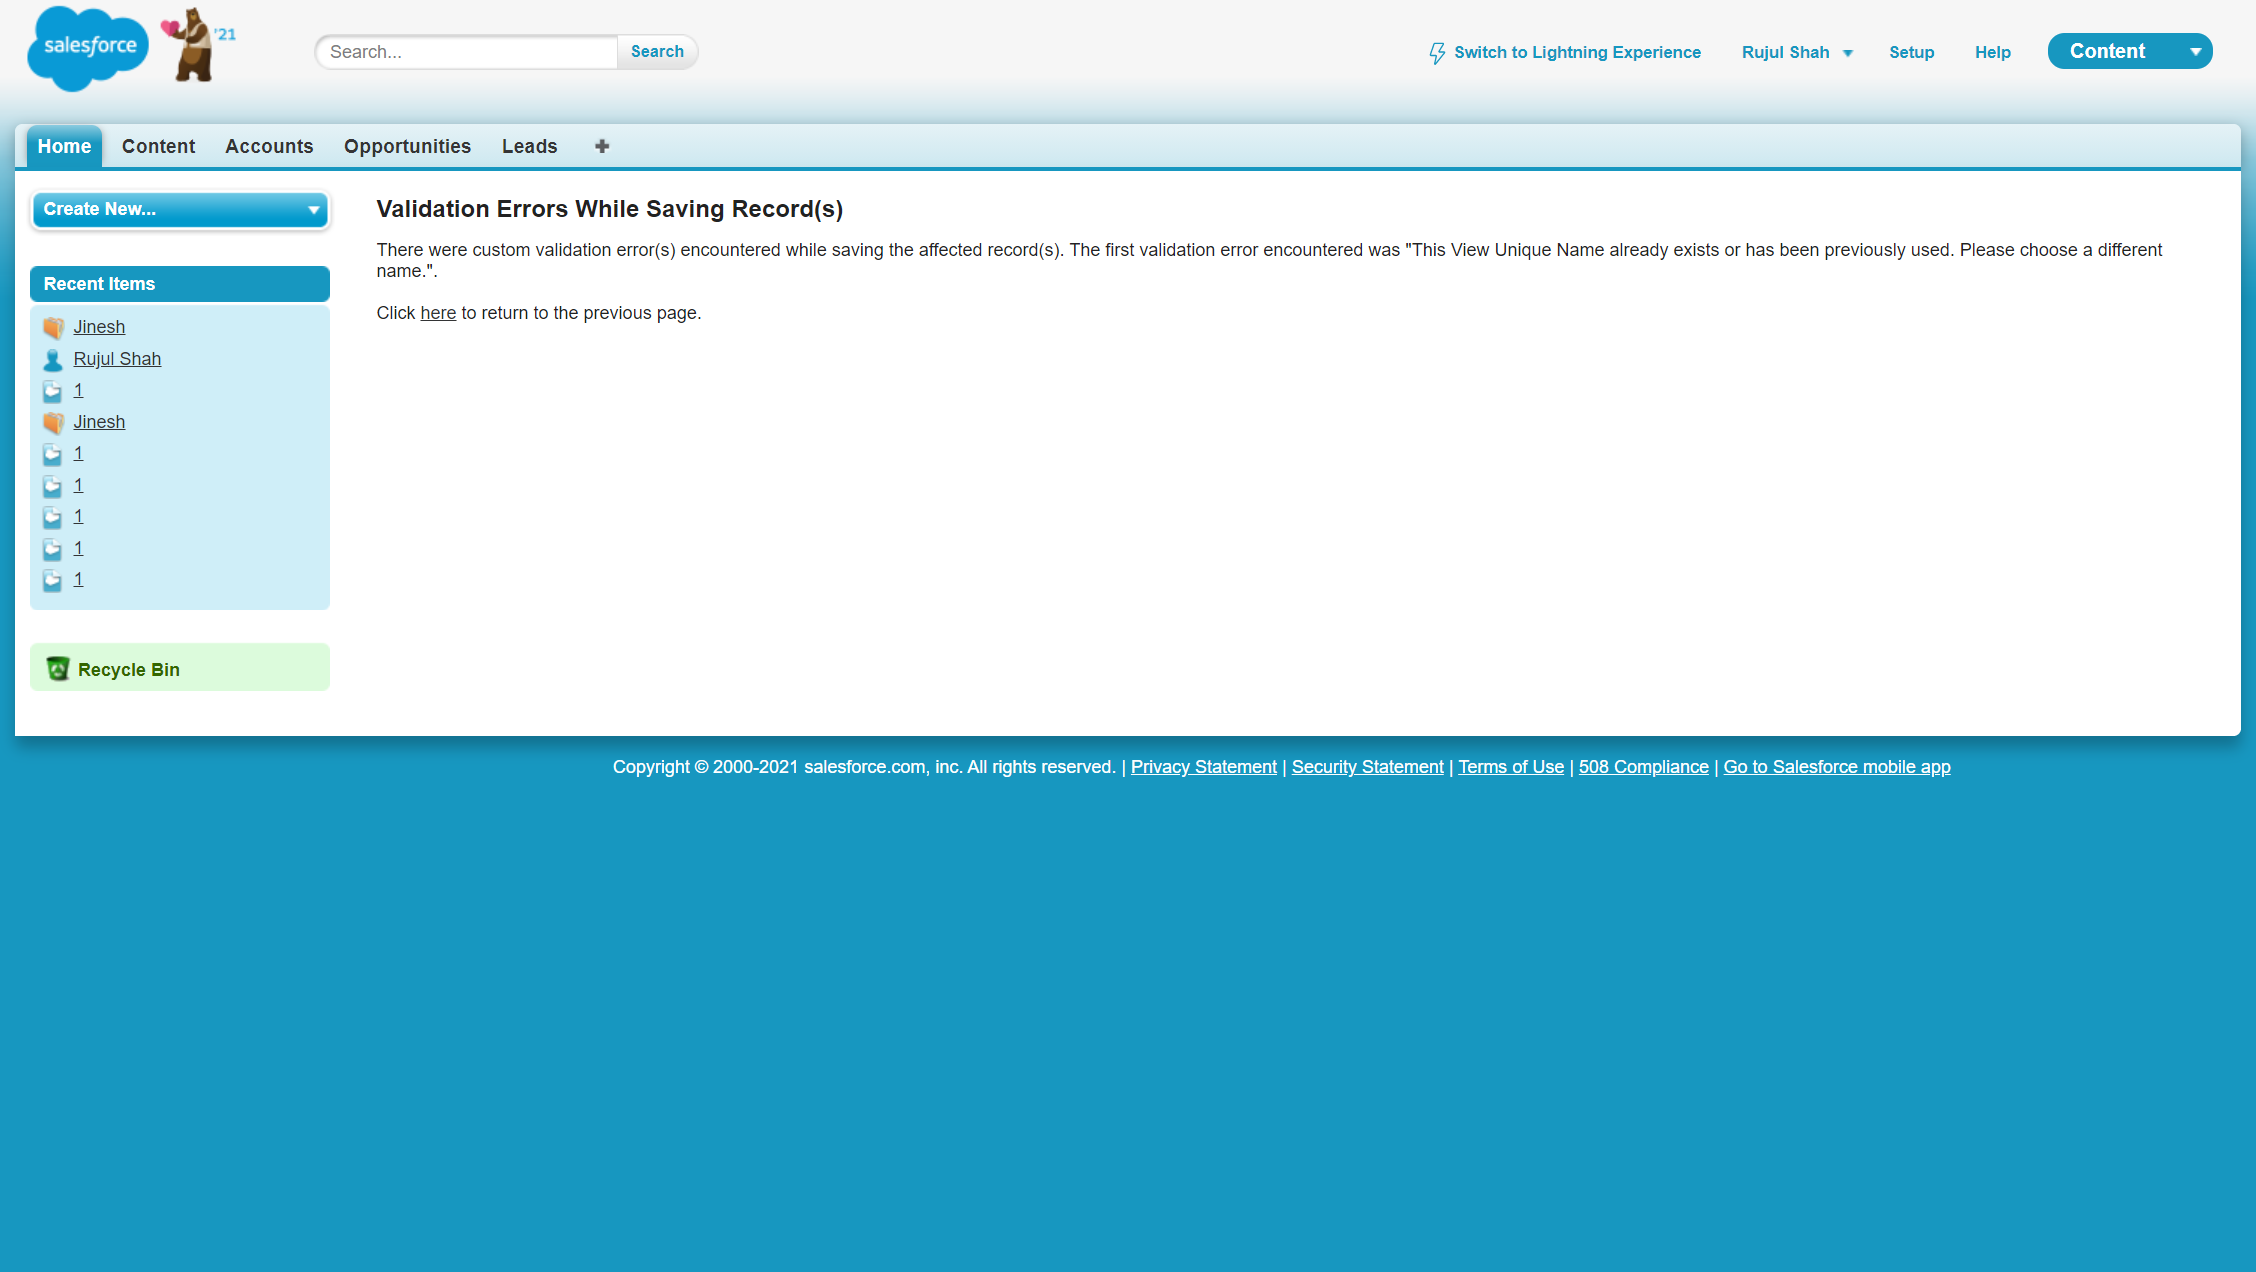 salesforce '21
Search...
Search
Switch to Lightning Experience
Rujul Shah
Setup
Help
Content
Home
Content
Accounts
Opportunities
Leads
Create New...
Recent Items
Jinesh
Rujul Shah
1
Jinesh
1
1
1
1
1
Recycle Bin
Validation Errors While Saving Record(s)
There were custom validation error(s) encountered while saving the affected record(s). The first validation error encountered was "This View Unique Name already exists or has been previously used. Please choose a different
name.".
Click here to return to the previous page.
Copyright © 2000-2021 salesforce.com, inc. All rights reserved. | Privacy Statement | Security Statement | Terms of Use | 508 Compliance | Go to Salesforce mobile app